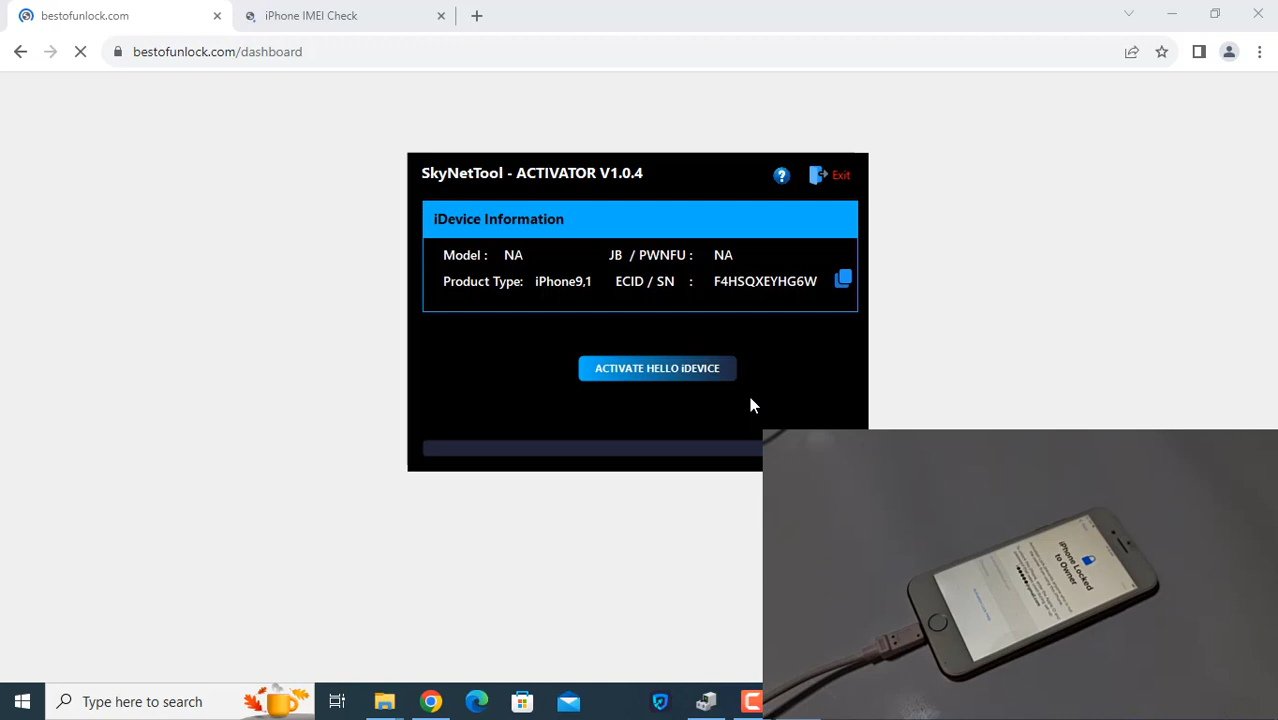 bestofunlock.com
iPhone IMEI Check
bestofunlock.com/dashboard
SkyNetTool - ACTIVATOR V1.0.4
Exit
iDevice Information
Model : NA JB / PWNFU : NA
Product Type: iPhone9,1 ECID / SN : F4HSQXEYHG6W
ACTIVATE HELLO iDEVICE
iPhone Locked
to Owner
Type here to search